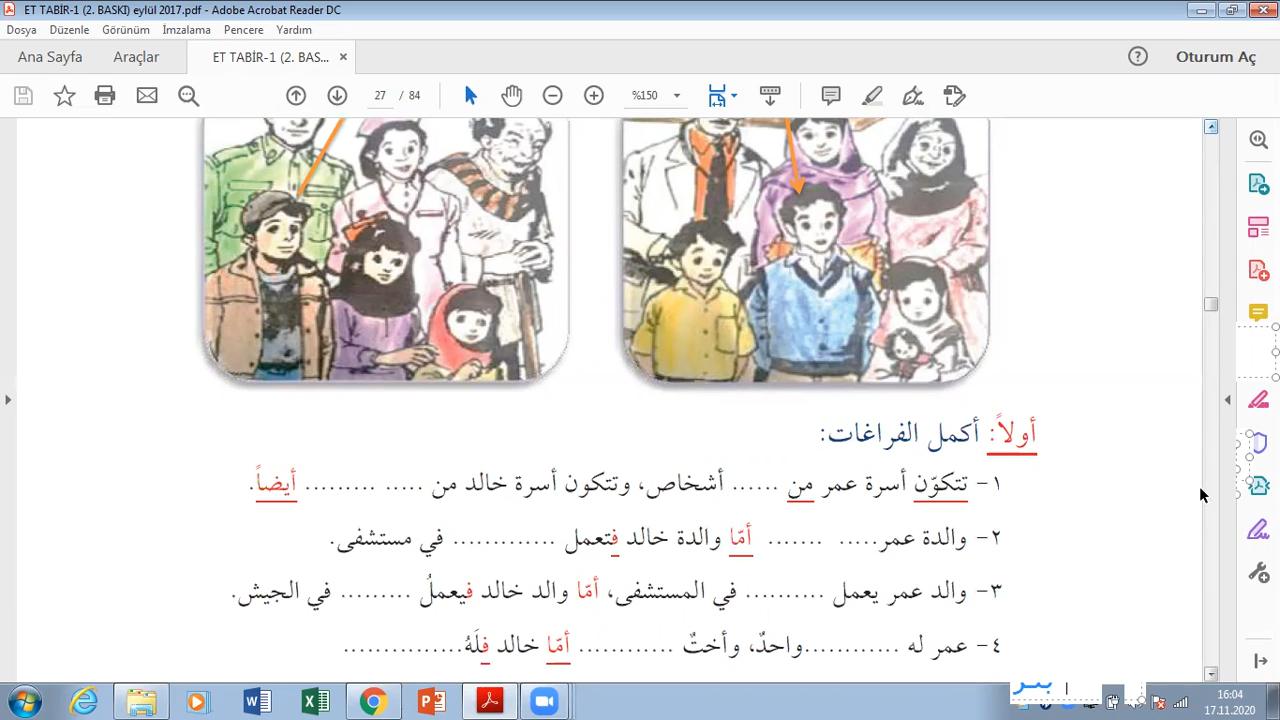 ET TABİR-1 (2. BASKI) eylül 2017.pdf - Adobe Acrobat Reader DC
Dosya Düzenle Görünüm İmzalama Pencere Yardım
Ana Sayfa Araçlar ET TABİR-1 (2. BAS... × Oturum Aç
27 / 84 %150
أولاً: أكمل الفراغات:
١- تتكوّن أسرة عمر من ...... أشخاص، وتتكون أسرة خالد من ..... .......... أيضاً.
٢- والدة عمر..... ....... أمّا والدة خالد فتعمل ............. في مستشفى.
٣- والد عمر يعمل .......... في المستشفى، أمّا والد خالد فيعملُ .......... في الجيش.
٤- عمر له ............واحدٌ، وأختٌ ............ أمّا خالد فلَهُ...............
16:04
17.11.2020